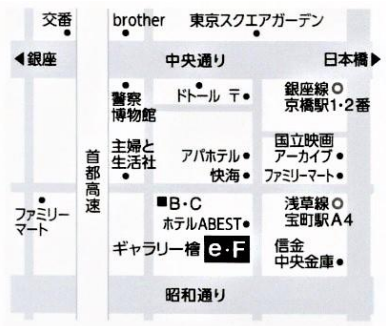 交番
brother
東京スクエアガーデン
◀銀座
中央通り
日本橋▶
警察
博物館
ドトール
〒
銀座線
京橋駅1・2番
首都高速
主婦と
生活社
アパホテル
快海
国立映画
アーカイブ
ファミリーマート
ファミリー
マート
■B・C
ホテルABEST
浅草線
宝町駅A4
ギャラリー檜
e・F
信金
中央金庫
昭和通り